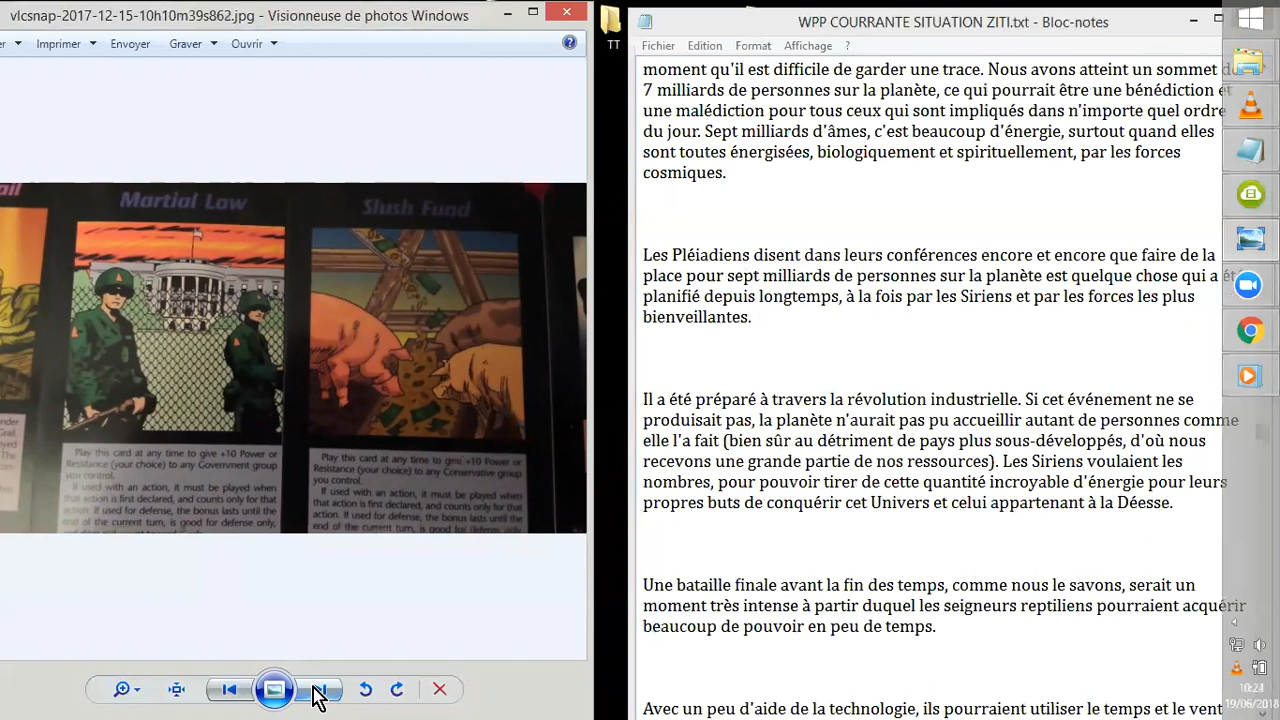 vlcsnap-2017-12-15-10h10m39s862.jpg - Visionneuse de photos Windows
Imprimer
Envoyer
Graver
Ouvrir
Martial Law
Slush Fund
Play this card at any time to give +10 Power or
Resistance (your choice) to any Government group
you control.
If used with an action, it must be played when
that action is first declared, and counts only for that
action. If used for defense, the bonus lasts until the
end of the current turn, is good for defense only,
Play this card at any time to give +10 Power or
Resistance (your choice) to any Conservative group
you control.
If used with an action, it must be played when
that action is first declared, and counts only for that
action. If used for defense, the bonus lasts until the
end of the current turn, is good for defense only,
TT
WPP COURRANTE SITUATION ZITI.txt - Bloc-notes
Fichier Edition Format Affichage ?
moment qu'il est difficile de garder une trace. Nous avons atteint un sommet
7 milliards de personnes sur la planète, ce qui pourrait être une bénédiction et
une malédiction pour tous ceux qui sont impliqués dans n'importe quel ordre
du jour. Sept milliards d'âmes, c'est beaucoup d'énergie, surtout quand elles
sont toutes énergisées, biologiquement et spirituellement, par les forces
cosmiques.
Les Pléiadiens disent dans leurs conférences encore et encore que faire de la
place pour sept milliards de personnes sur la planète est quelque chose qui a été
planifié depuis longtemps, à la fois par les Siriens et par les forces les plus
bienveillantes.
Il a été préparé à travers la révolution industrielle. Si cet événement ne se
produisait pas, la planète n'aurait pas pu accueillir autant de personnes comme
elle l'a fait (bien sûr au détriment de pays plus sous-développés, d'où nous
recevons une grande partie de nos ressources). Les Siriens voulaient les
nombres, pour pouvoir tirer de cette quantité incroyable d'énergie pour leurs
propres buts de conquérir cet Univers et celui appartenant à la Déesse.
Une bataille finale avant la fin des temps, comme nous le savons, serait un
moment très intense à partir duquel les seigneurs reptiliens pourraient acquérir
beaucoup de pouvoir en peu de temps.
Avec un peu d'aide de la technologie, ils pourraient utiliser le temps et le vent
10:24
19/06/2018